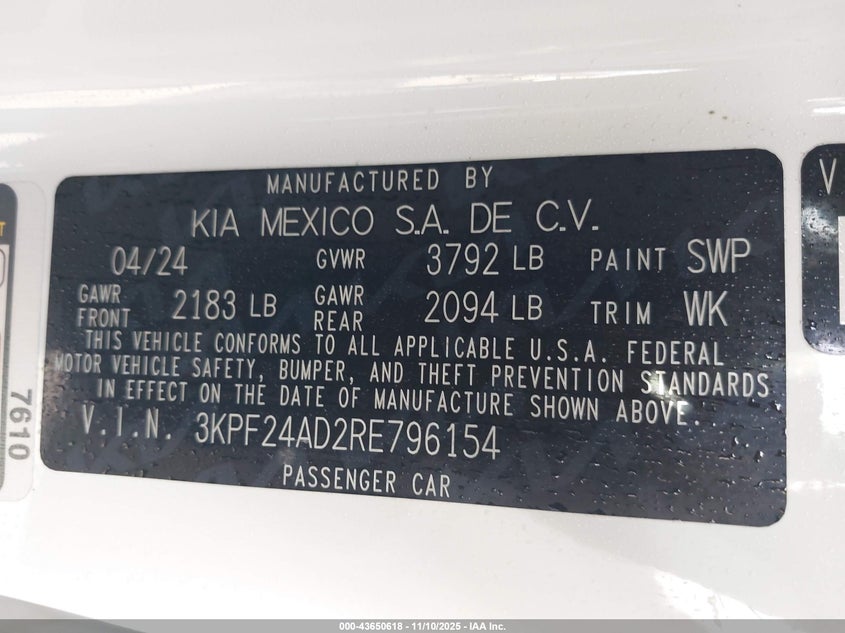 MANUFACTURED BY
KIA MEXICO S.A. DE C.V.
04/24 GVWR 3792 LB PAINT SWP
GAWR FRONT 2183 LB GAWR REAR 2094 LB TRIM WK
THIS VEHICLE CONFORMS TO ALL APPLICABLE U.S.A. FEDERAL
MOTOR VEHICLE SAFETY, BUMPER, AND THEFT PREVENTION STANDARDS
IN EFFECT ON THE DATE OF MANUFACTURE SHOWN ABOVE.
V.I.N. 3KPF24AD2RE796154
PASSENGER CAR
7610
V
000-43650618 - 11/10/2025 - IAA Inc.